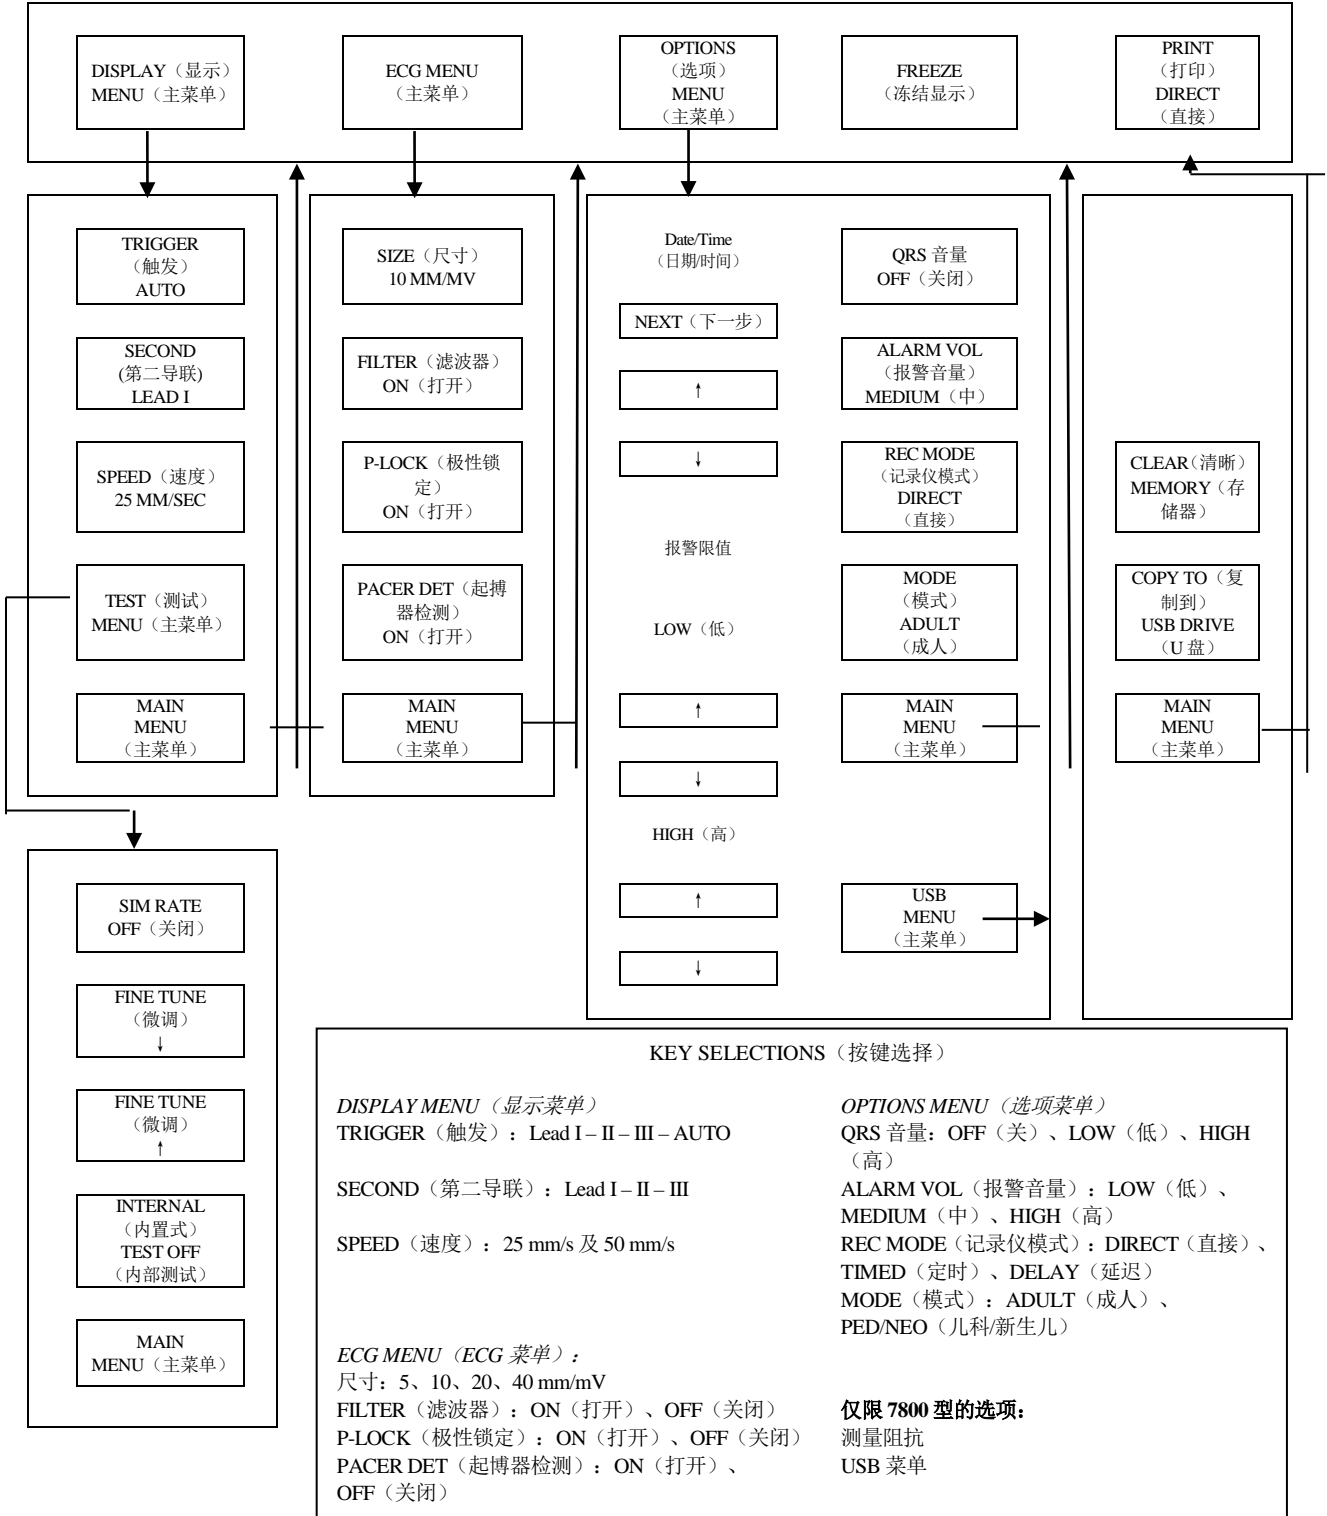 DISPLAY（显示）
MENU（主菜单）
ECG MENU
（主菜单）
OPTIONS
（选项）
MENU
（主菜单）
FREEZE
（冻结显示）
PRINT
（打印）
DIRECT
（直接）
TRIGGER
（触发）
AUTO
SECOND
(第二导联)
LEAD I
SPEED（速度）
25 MM/SEC
TEST（测试）
MENU（主菜单）
MAIN
MENU
（主菜单）
SIZE（尺寸）
10 MM/MV
FILTER（滤波器）
ON（打开）
P-LOCK（极性锁
定）
ON（打开）
PACER DET（起搏
器检测）
ON（打开）
MAIN
MENU
（主菜单）
Date/Time
（日期/时间）
NEXT（下一步）
↑
↓
报警限值
LOW（低）
↑
↓
HIGH（高）
↑
↓
QRS 音量
OFF（关闭）
ALARM VOL
（报警音量）
MEDIUM（中）
REC MODE
（记录仪模式）
DIRECT
（直接）
MODE
（模式）
ADULT
（成人）
MAIN
MENU
（主菜单）
USB
MENU
（主菜单）
CLEAR（清晰）
MEMORY（存
储器）
COPY TO（复
制到）
USB DRIVE
（U 盘）
MAIN
MENU
（主菜单）
SIM RATE
OFF（关闭）
FINE TUNE
（微调）
↓
FINE TUNE
（微调）
↑
INTERNAL
（内置式）
TEST OFF
（内部测试）
MAIN
MENU（主菜单）
KEY SELECTIONS（按键选择）
DISPLAY MENU（显示菜单）
TRIGGER（触发）：Lead I – II – III – AUTO
SECOND（第二导联）：Lead I – II – III
SPEED（速度）：25 mm/s 及 50 mm/s
ECG MENU（ECG 菜单）：
尺寸：5、10、20、40 mm/mV
FILTER（滤波器）：ON（打开）、OFF（关闭）
P-LOCK（极性锁定）：ON（打开）、OFF（关闭）
PACER DET（起博器检测）：ON（打开）、
OFF（关闭）
OPTIONS MENU（选项菜单）
QRS 音量：OFF（关）、LOW（低）、HIGH
（高）
ALARM VOL（报警音量）：LOW（低）、
MEDIUM（中）、HIGH（高）
REC MODE（记录仪模式）：DIRECT（直接）、
TIMED（定时）、DELAY（延迟）
MODE（模式）：ADULT（成人）、
PED/NEO（儿科/新生儿）
仅限 7800 型的选项：
测量阻抗
USB 菜单